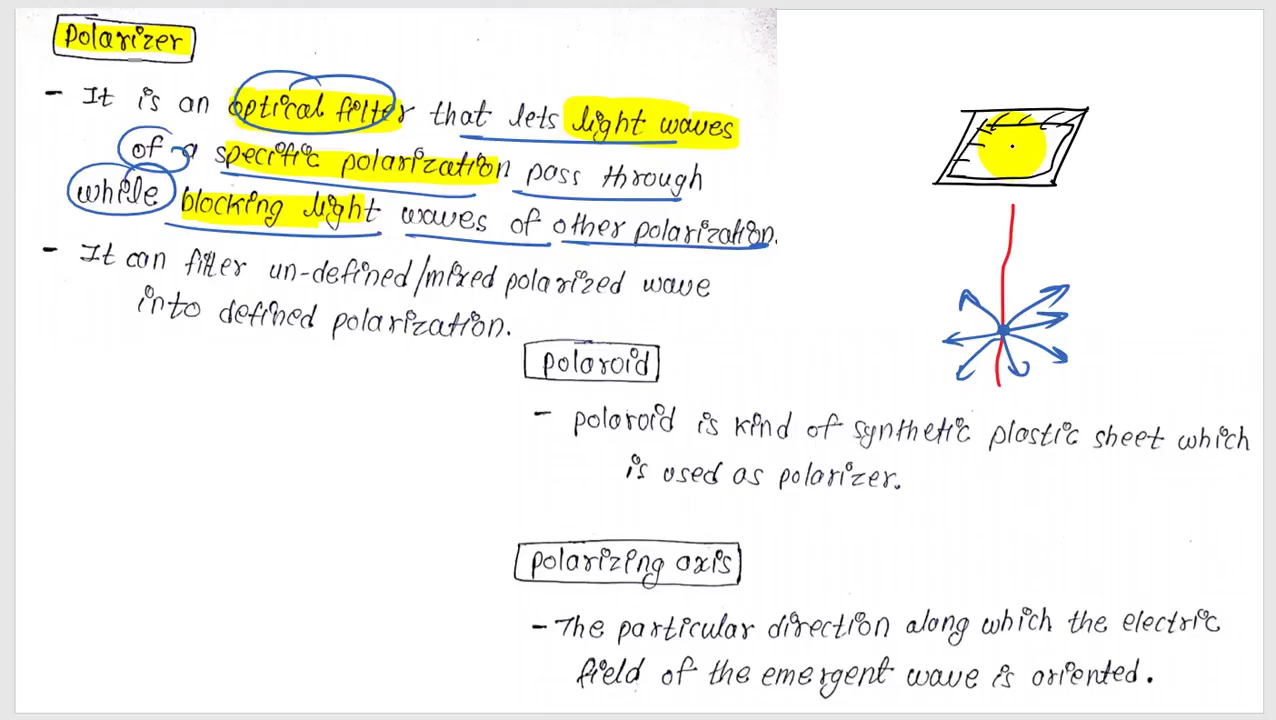 Polarizer
- It is an optical filter that lets light waves
of a specific polarization pass through
while blocking light waves of other polarization.
- It can filter un-defined/mixed polarized wave
into defined polarization.
polaroid
- polaroid is kind of synthetic plastic sheet which
is used as polarizer.
polarizing axis
- The particular direction along which the electric
field of the emergent wave is oriented.